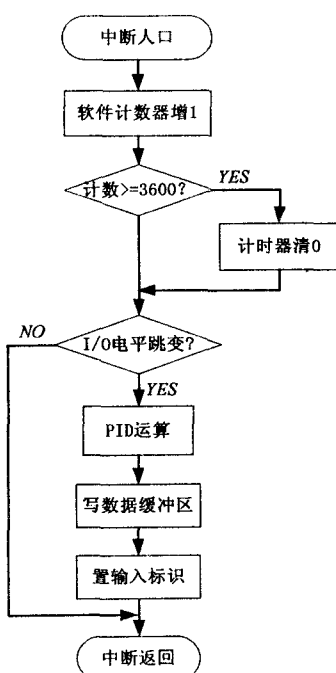 中断人口
软件计数器增1
计数>=3600?
YES
计时器清0
NO
I/O电平跳变?
YES
PID运算
写数据缓冲区
置输入标识
中断返回